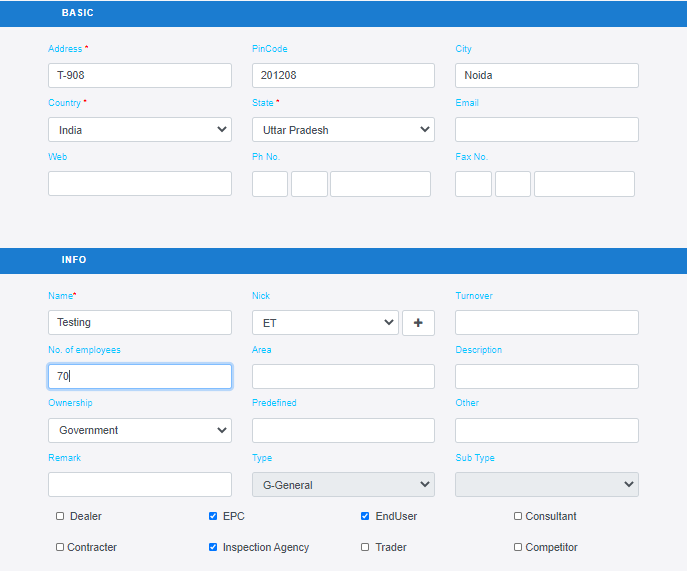 BASIC
Address * PinCode City
T-908 201208 Noida
Country * State * Email
India Uttar Pradesh
Web Ph No. Fax No.
INFO
Name* Nick Turnover
Testing ET +
No. of employees Area Description
70
Ownership Predefined Other
Government
Remark Type Sub Type
G-General
Dealer EPC EndUser Consultant
Contracter Inspection Agency Trader Competitor